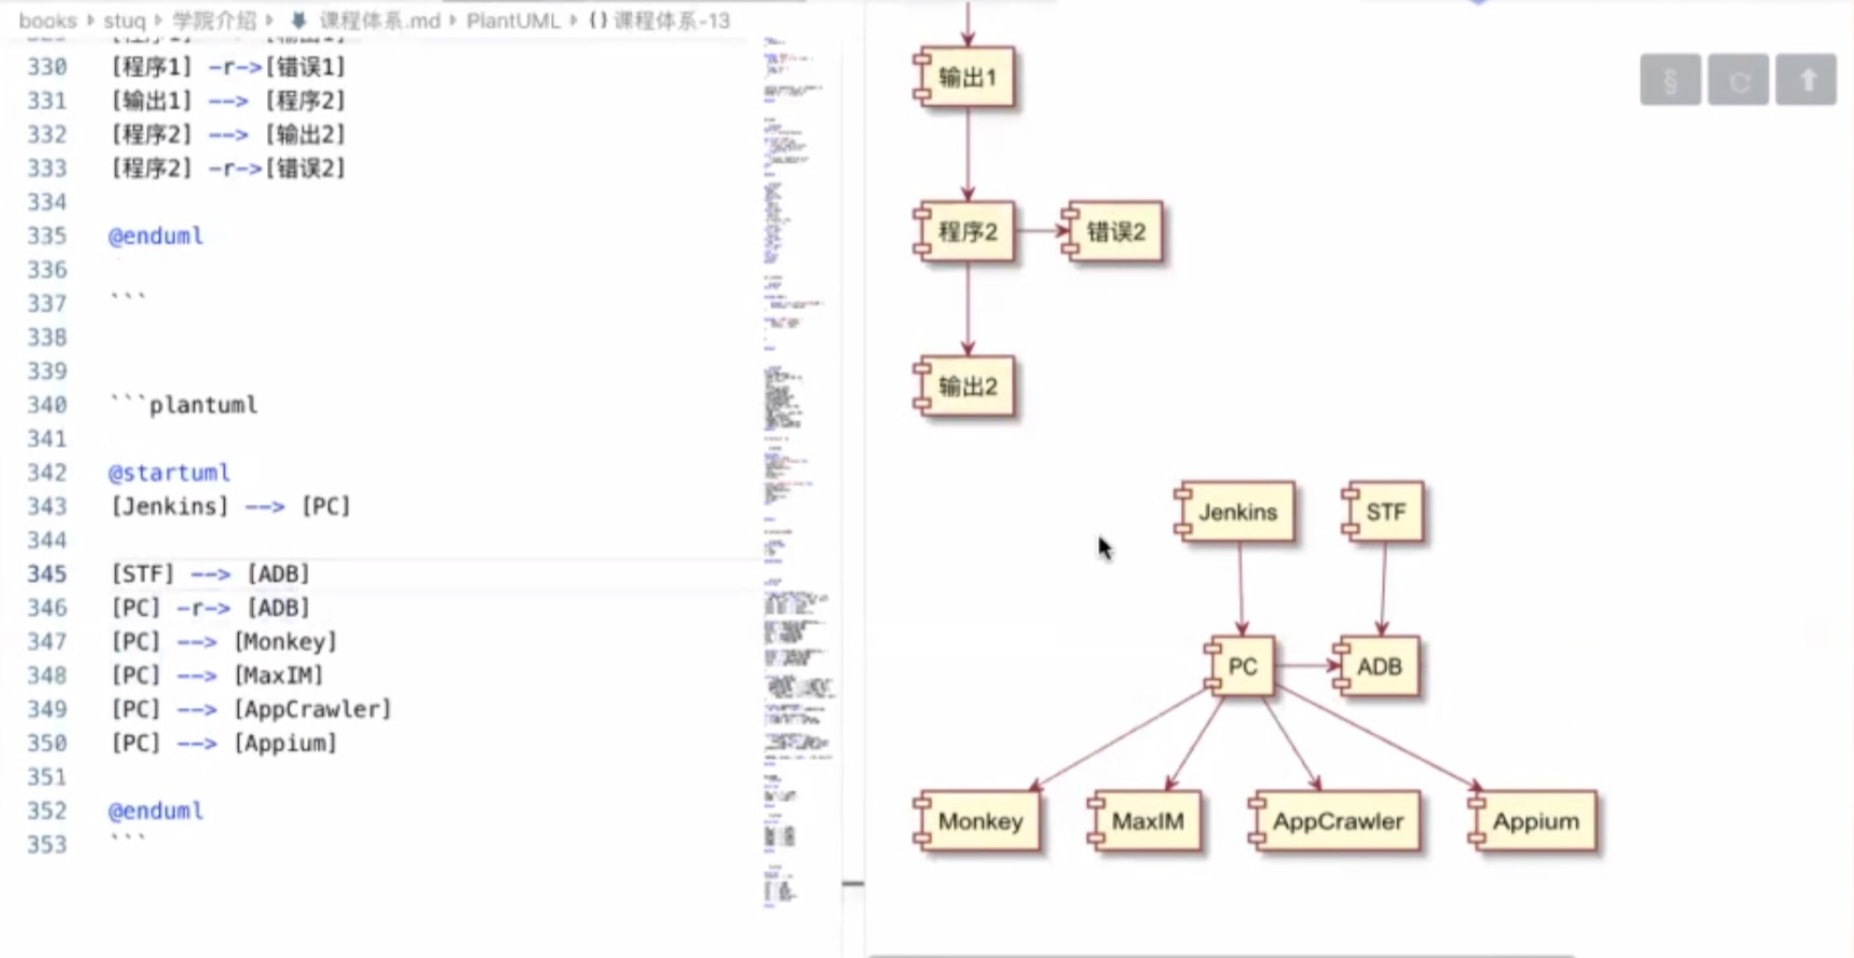 books › stuq › 学院介绍 › 课程体系.md › PlantUML › {} 课程体系-13
330 [程序1] -r->[错误1]
331 [输出1] --> [程序2]
332 [程序2] --> [输出2]
333 [程序2] -r->[错误2]
334
335 @enduml
336
337 ```
338
339
340 ```plantuml
341
342 @startuml
343 [Jenkins] --> [PC]
344
345 [STF] --> [ADB]
346 [PC] -r-> [ADB]
347 [PC] --> [Monkey]
348 [PC] --> [MaxIM]
349 [PC] --> [AppCrawler]
350 [PC] --> [Appium]
351
352 @enduml
353 ```
输出1
程序2
错误2
输出2
Jenkins
STF
PC
ADB
Monkey
MaxIM
AppCrawler
Appium